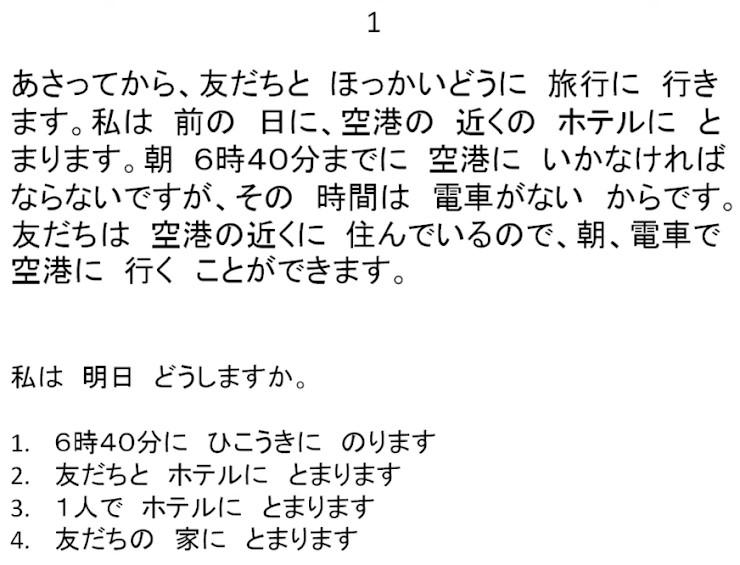 1
あさってから、友だちと ほっかいどうに 旅行に 行き
ます。私は 前の 日に、空港の 近くの ホテルに と
まります。朝 6時40分までに 空港に いかなければ
ならないですが、その 時間は 電車がない からです。
友だちは 空港の近くに 住んでいるので、朝、電車で
空港に 行く ことができます。
私は 明日 どうしますか。
1. 6時40分に ひこうきに のります
2. 友だちと ホテルに とまります
3. 1人で ホテルに とまります
4. 友だちの 家に とまります